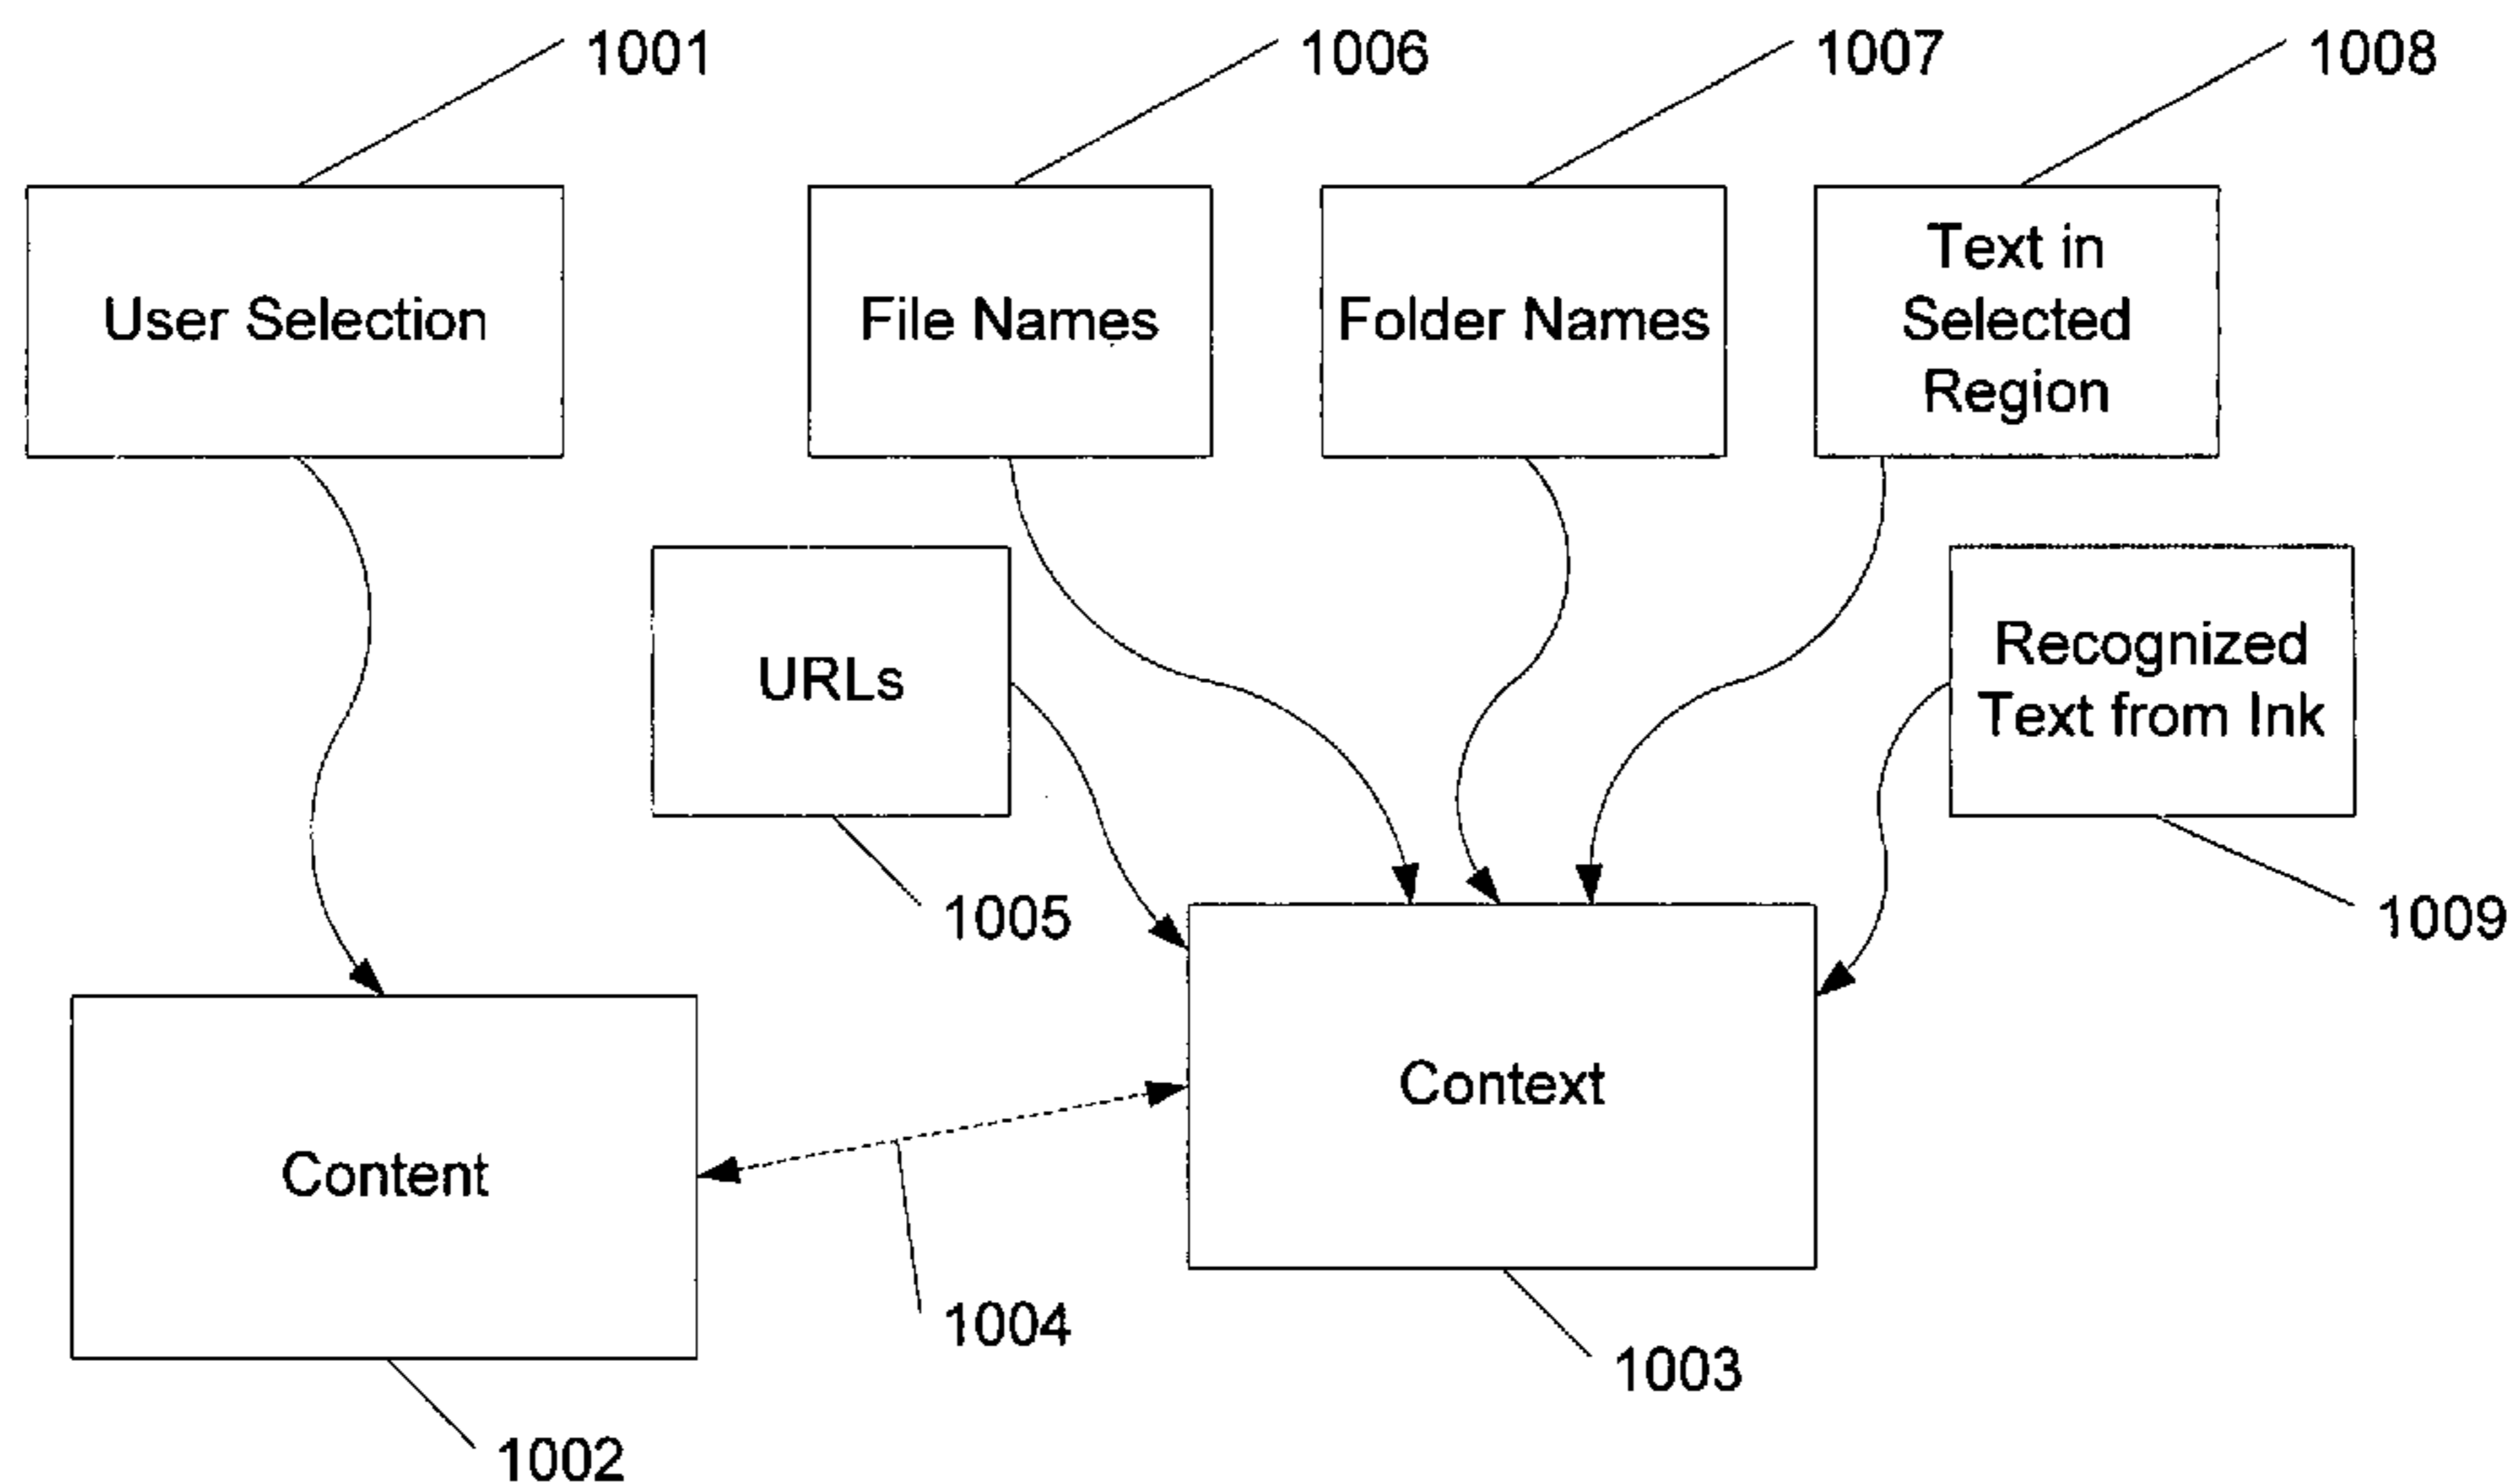 1001
1006
1007
1008
User Selection
File Names
Folder Names
Text in
Selected
Region
URLs
Recognized
Text from Ink
1005
1009
Content
Context
1004
1003
1002